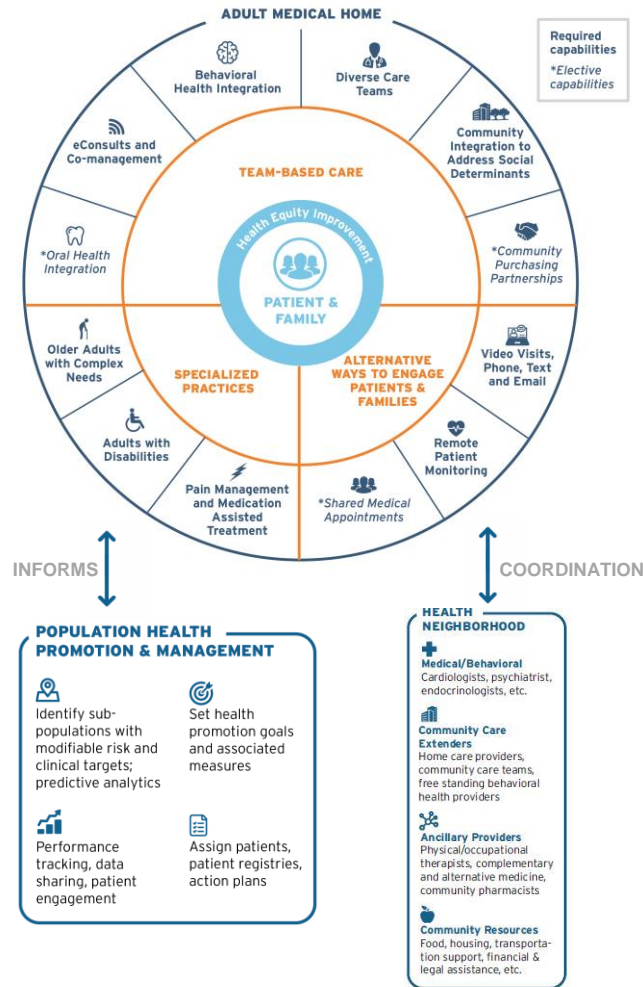 ADULT MEDICAL HOME
Required
capabilities
*Elective
capabilities
Behavioral
Health Integration
Diverse Care
Teams
eConsults and
Co-management
Community
Integration to
Address Social
Determinants
TEAM-BASED CARE
Health Equity Improvement
*Oral Health
Integration
*Community
Purchasing
Partnerships
PATIENT &
FAMILY
Older Adults
with Complex
Needs
SPECIALIZED
PRACTICES
ALTERNATIVE
WAYS TO ENGAGE
PATIENTS &
FAMILIES
Video Visits,
Phone, Text
and Email
Adults with
Disabilities
Remote
Patient
Monitoring
Pain Management
and Medication
Assisted
Treatment
*Shared Medical
Appointments
INFORMS
COORDINATION
POPULATION HEALTH
PROMOTION & MANAGEMENT
Identify sub-
populations with
modifiable risk and
clinical targets;
predictive analytics
Set health
promotion goals
and associated
measures
Performance
tracking, data
sharing, patient
engagement
Assign patients,
patient registries,
action plans
HEALTH
NEIGHBORHOOD
Medical/Behavioral
Cardiologists, psychiatrist,
endocrinologists, etc.
Community Care
Extenders
Home care providers,
community care teams,
free standing behavioral
health providers
Ancillary Providers
Physical/occupational
therapists, complementary
and alternative medicine,
community pharmacists
Community Resources
Food, housing, transporta-
tion support, financial &
legal assistance, etc.